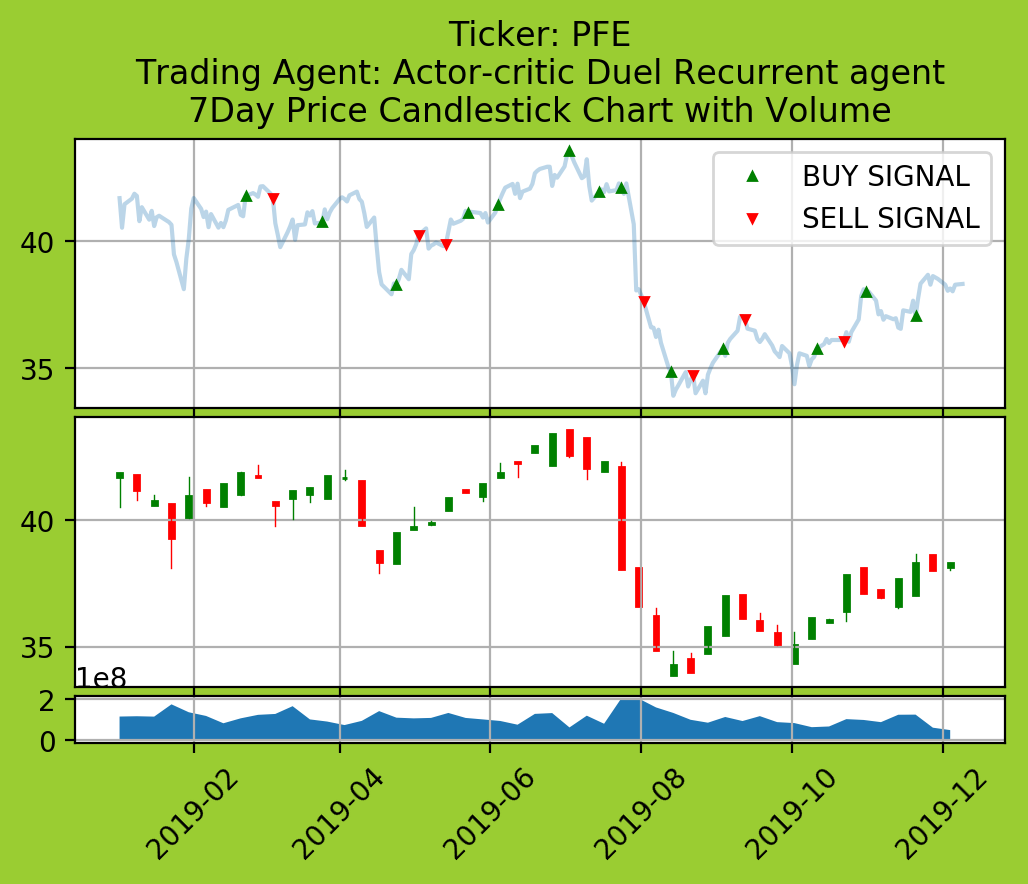 Ticker: PFE
Trading Agent: Actor-critic Duel Recurrent agent
7Day Price Candlestick Chart with Volume
BUY SIGNAL
SELL SIGNAL
40
35
40
35
1e8
2
0
2019-02
2019-04
2019-06
2019-08
2019-10
2019-12